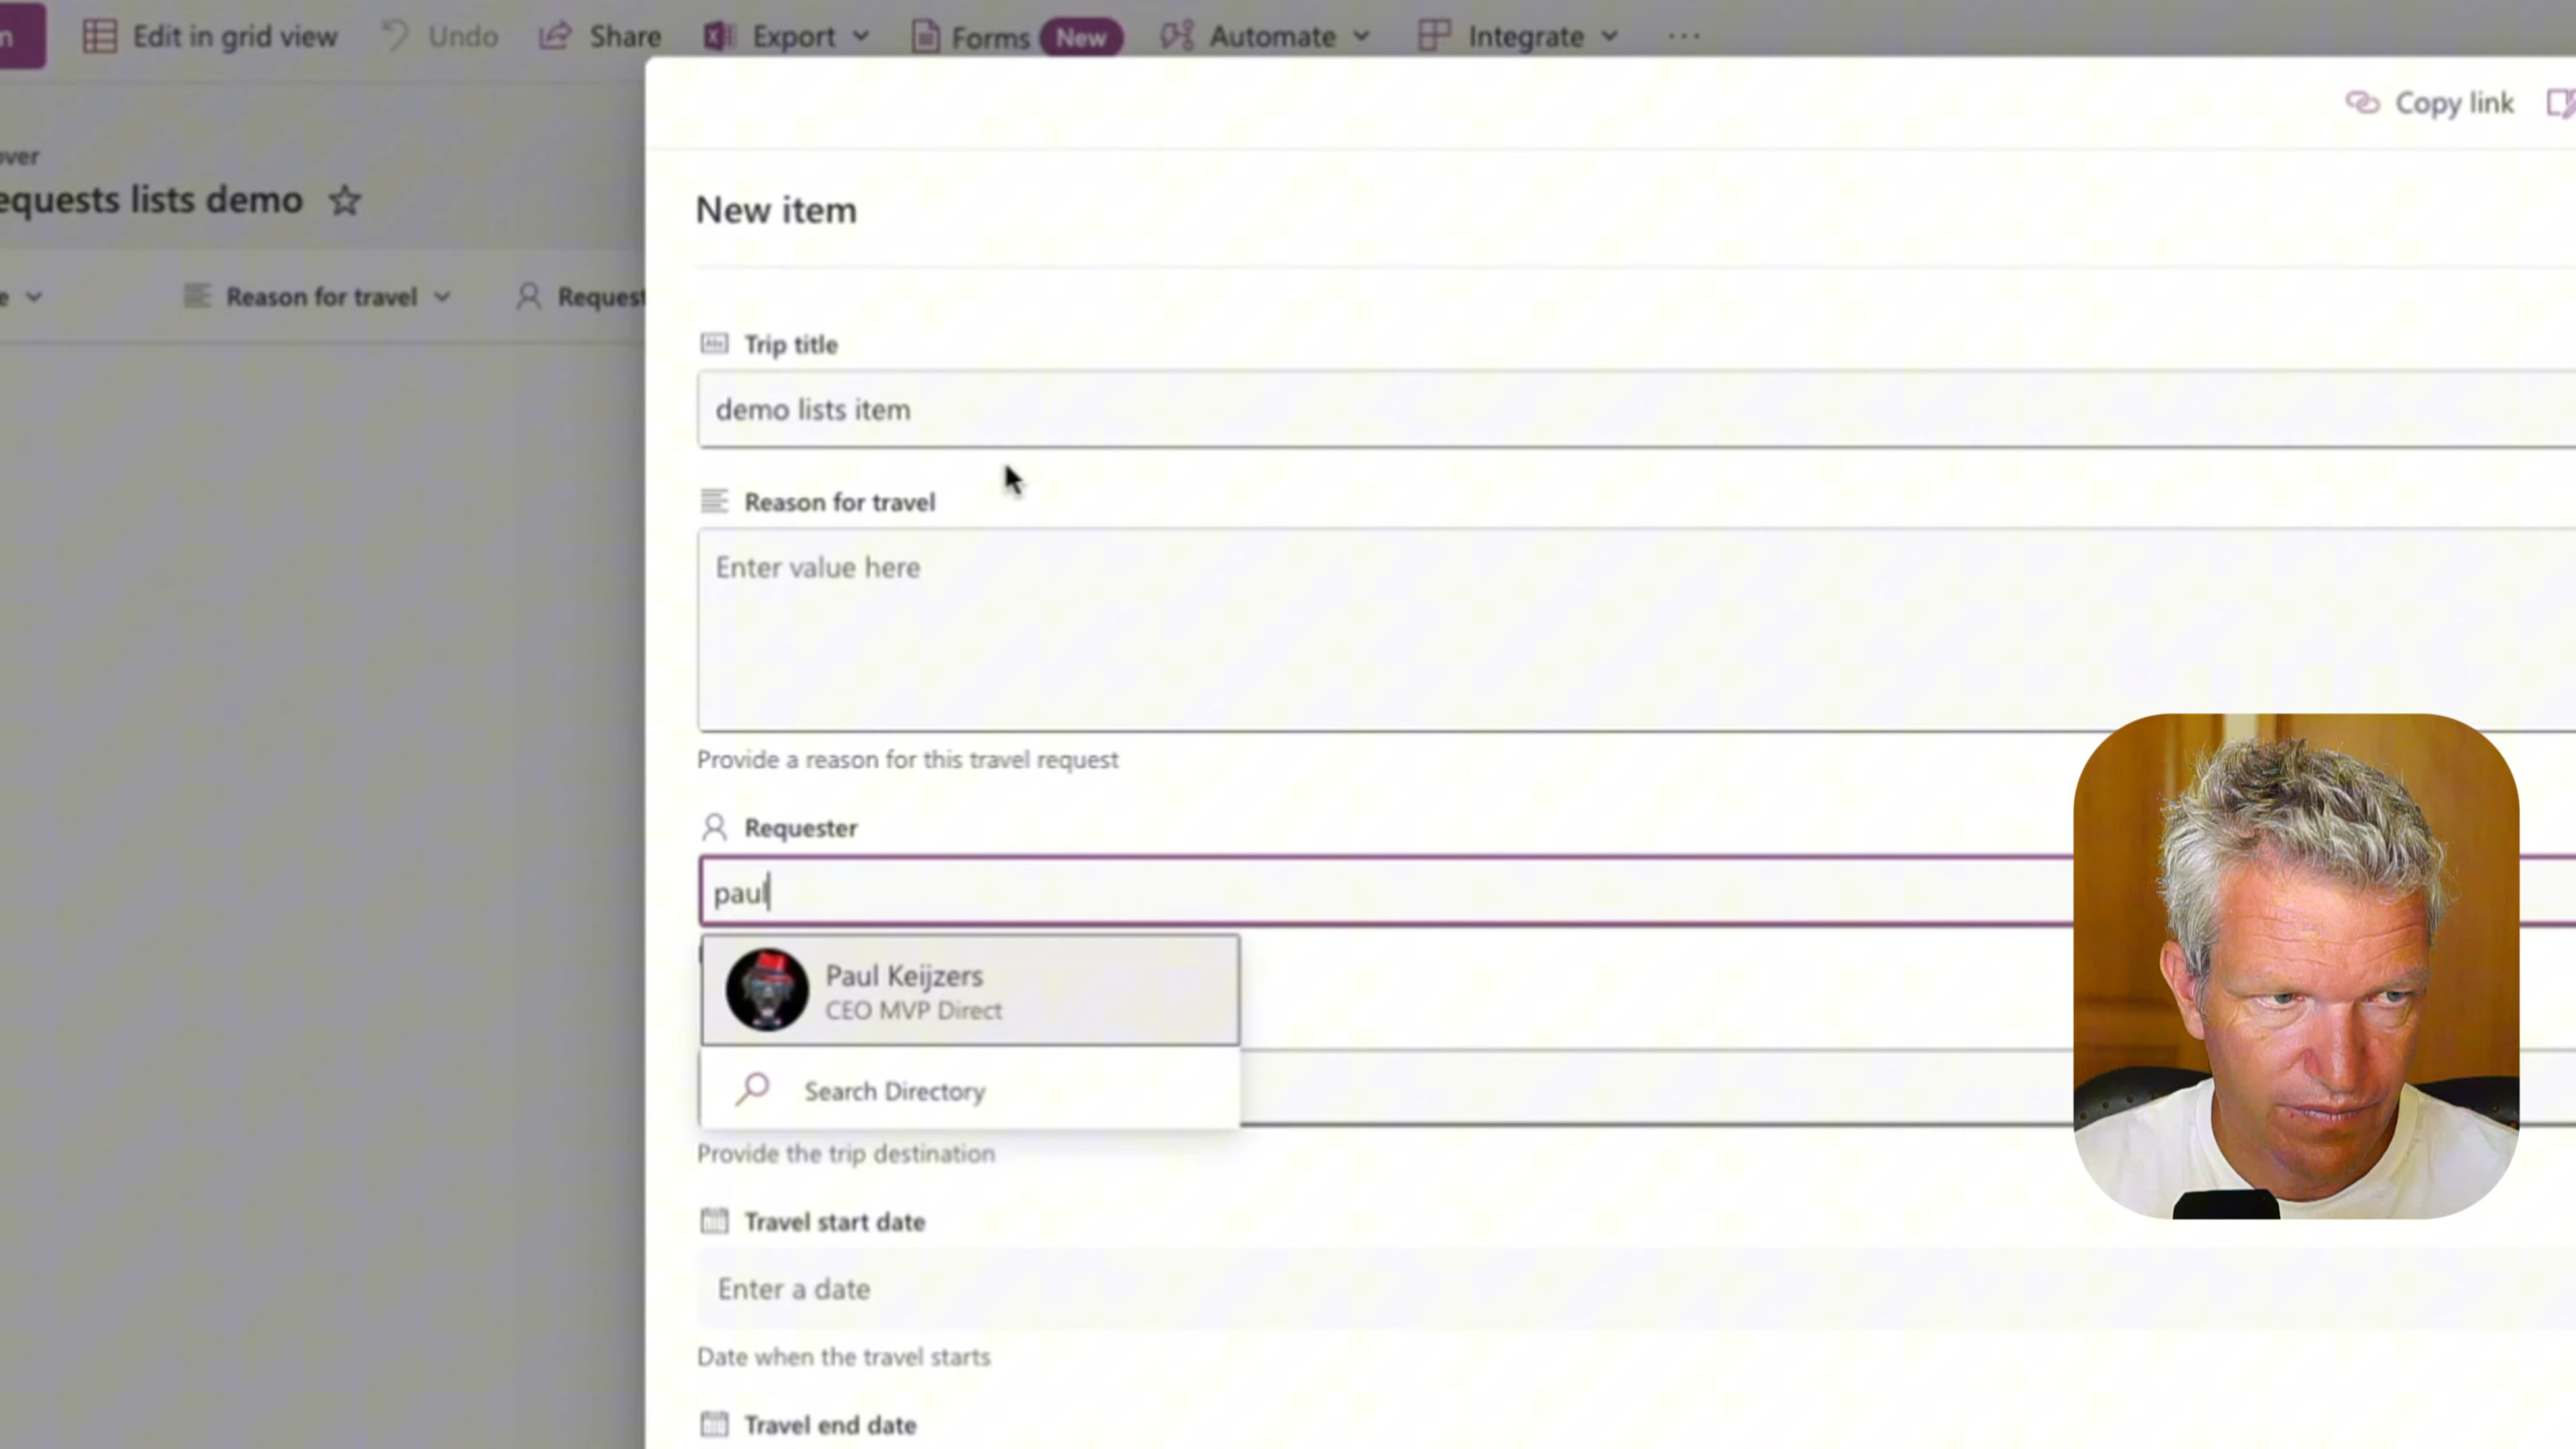 Edit in grid view Undo Share Export Forms New Automate Integrate ...
Copy link
equests lists demo
New item
Reason for travel
Trip title
demo lists item
Reason for travel
Enter value here
Provide a reason for this travel request
Requester
paul
Paul Keijzers
CEO MVP Direct
Search Directory
Provide the trip destination
Travel start date
Enter a date
Date when the travel starts
Travel end date